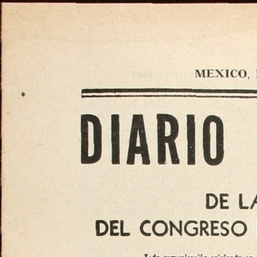 MEXICO,
DIARIO
DE LA
DEL CONGRESO